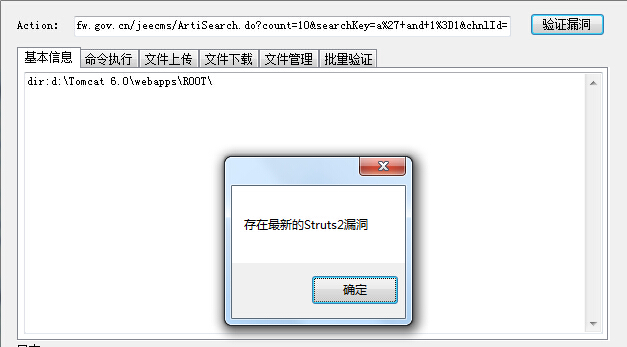 Action: fw.gov.cn/jeecms/ArtiSearch.do?count=10&searchKey=a%27+and+1%3D1&chnlId= 验证漏洞
基本信息 命令执行 文件上传 文件下载 文件管理 批量验证
dir:d:\Tomcat 6.0\webapps\ROOT\
存在最新的Struts2漏洞
确定